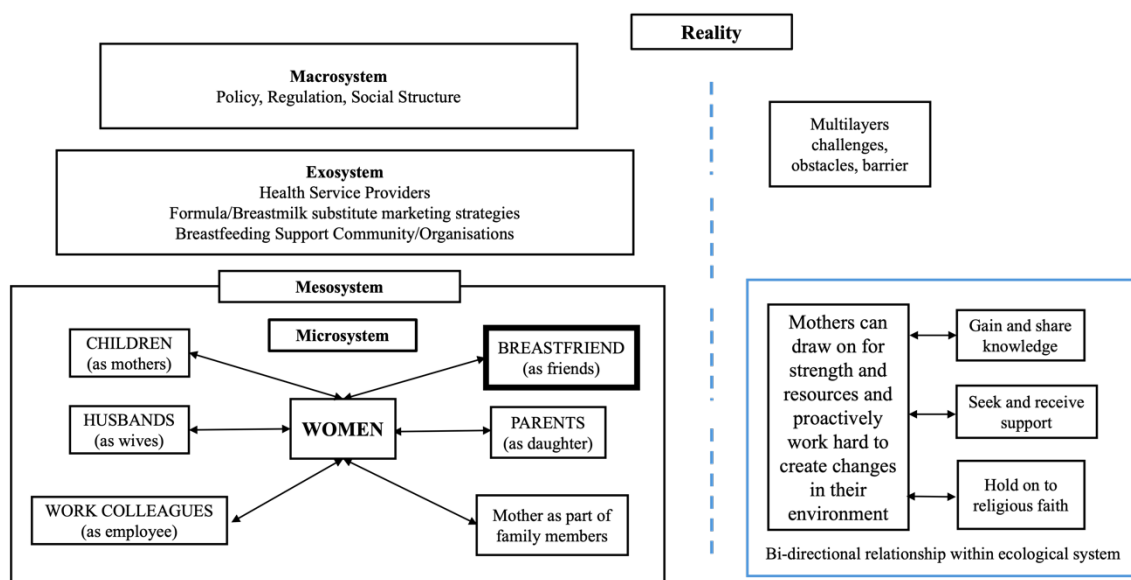 Reality
Macrosystem
Policy, Regulation, Social Structure
Multilayers
challenges,
obstacles, barrier
Exosystem
Health Service Providers
Formula/Breastmilk substitute marketing strategies
Breastfeeding Support Community/Organisations
Mesosystem
Microsystem
CHILDREN
(as mothers)
BREASTFRIEND
(as friends)
HUSBANDS
(as wives)
WOMEN
PARENTS
(as daughter)
WORK COLLEAGUES
(as employee)
Mother as part of
family members
Mothers can
draw on for
strength and
resources and
proactively
work hard to
create changes
in their
environment
Gain and share
knowledge
Seek and receive
support
Hold on to
religious faith
Bi-directional relationship within ecological system